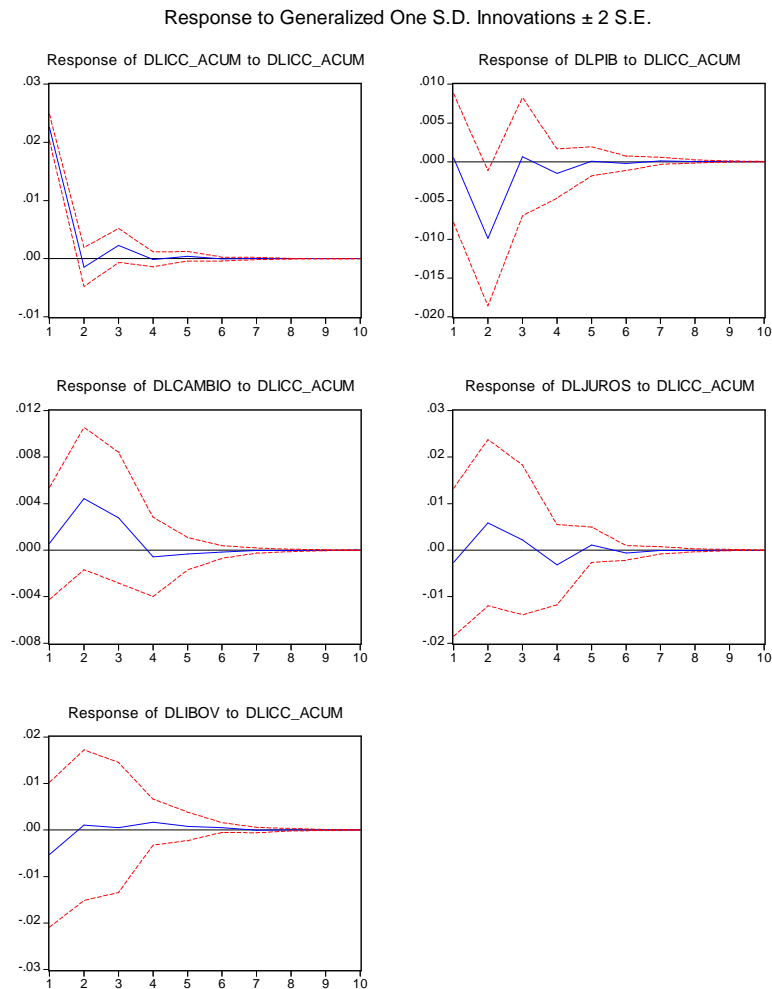 Response to Generalized One S.D. Innovations ± 2 S.E.
Response of DLICC_ACUM to DLICC_ACUM
.03
.02
.01
.00
-.01
1 2 3 4 5 6 7 8 9 10
Response of DLPIB to DLICC_ACUM
.010
.005
.000
-.005
-.010
-.015
-.020
1 2 3 4 5 6 7 8 9 10
Response of DLCAMBIO to DLICC_ACUM
.012
.008
.004
.000
-.004
-.008
1 2 3 4 5 6 7 8 9 10
Response of DLJUROS to DLICC_ACUM
.03
.02
.01
.00
-.01
-.02
1 2 3 4 5 6 7 8 9 10
Response of DLIBOV to DLICC_ACUM
.02
.01
.00
-.01
-.02
-.03
1 2 3 4 5 6 7 8 9 10